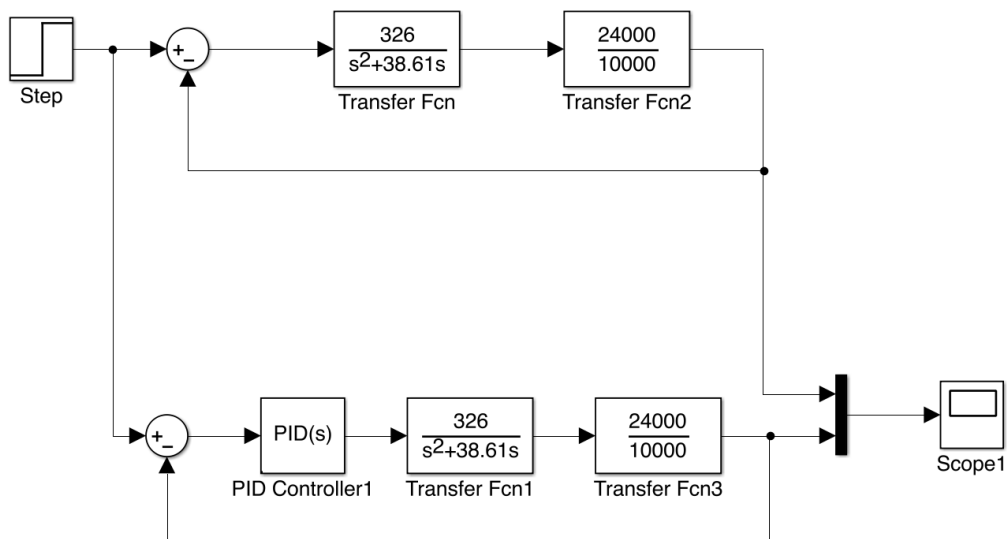 Step
+
−
326
s²+38.61s
Transfer Fcn
24000
10000
Transfer Fcn2
+
−
PID(s)
PID Controller1
326
s²+38.61s
Transfer Fcn1
24000
10000
Transfer Fcn3
Scope1